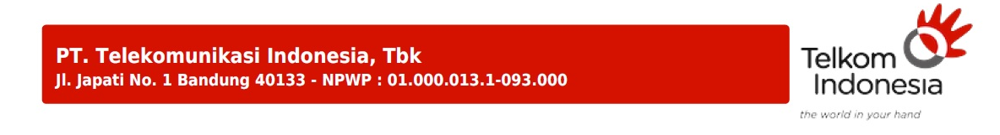 PT. Telekomunikasi Indonesia, Tbk
Jl. Japati No. 1 Bandung 40133 - NPWP : 01.000.013.1-093.000
Telkom
Indonesia
the world in your hand